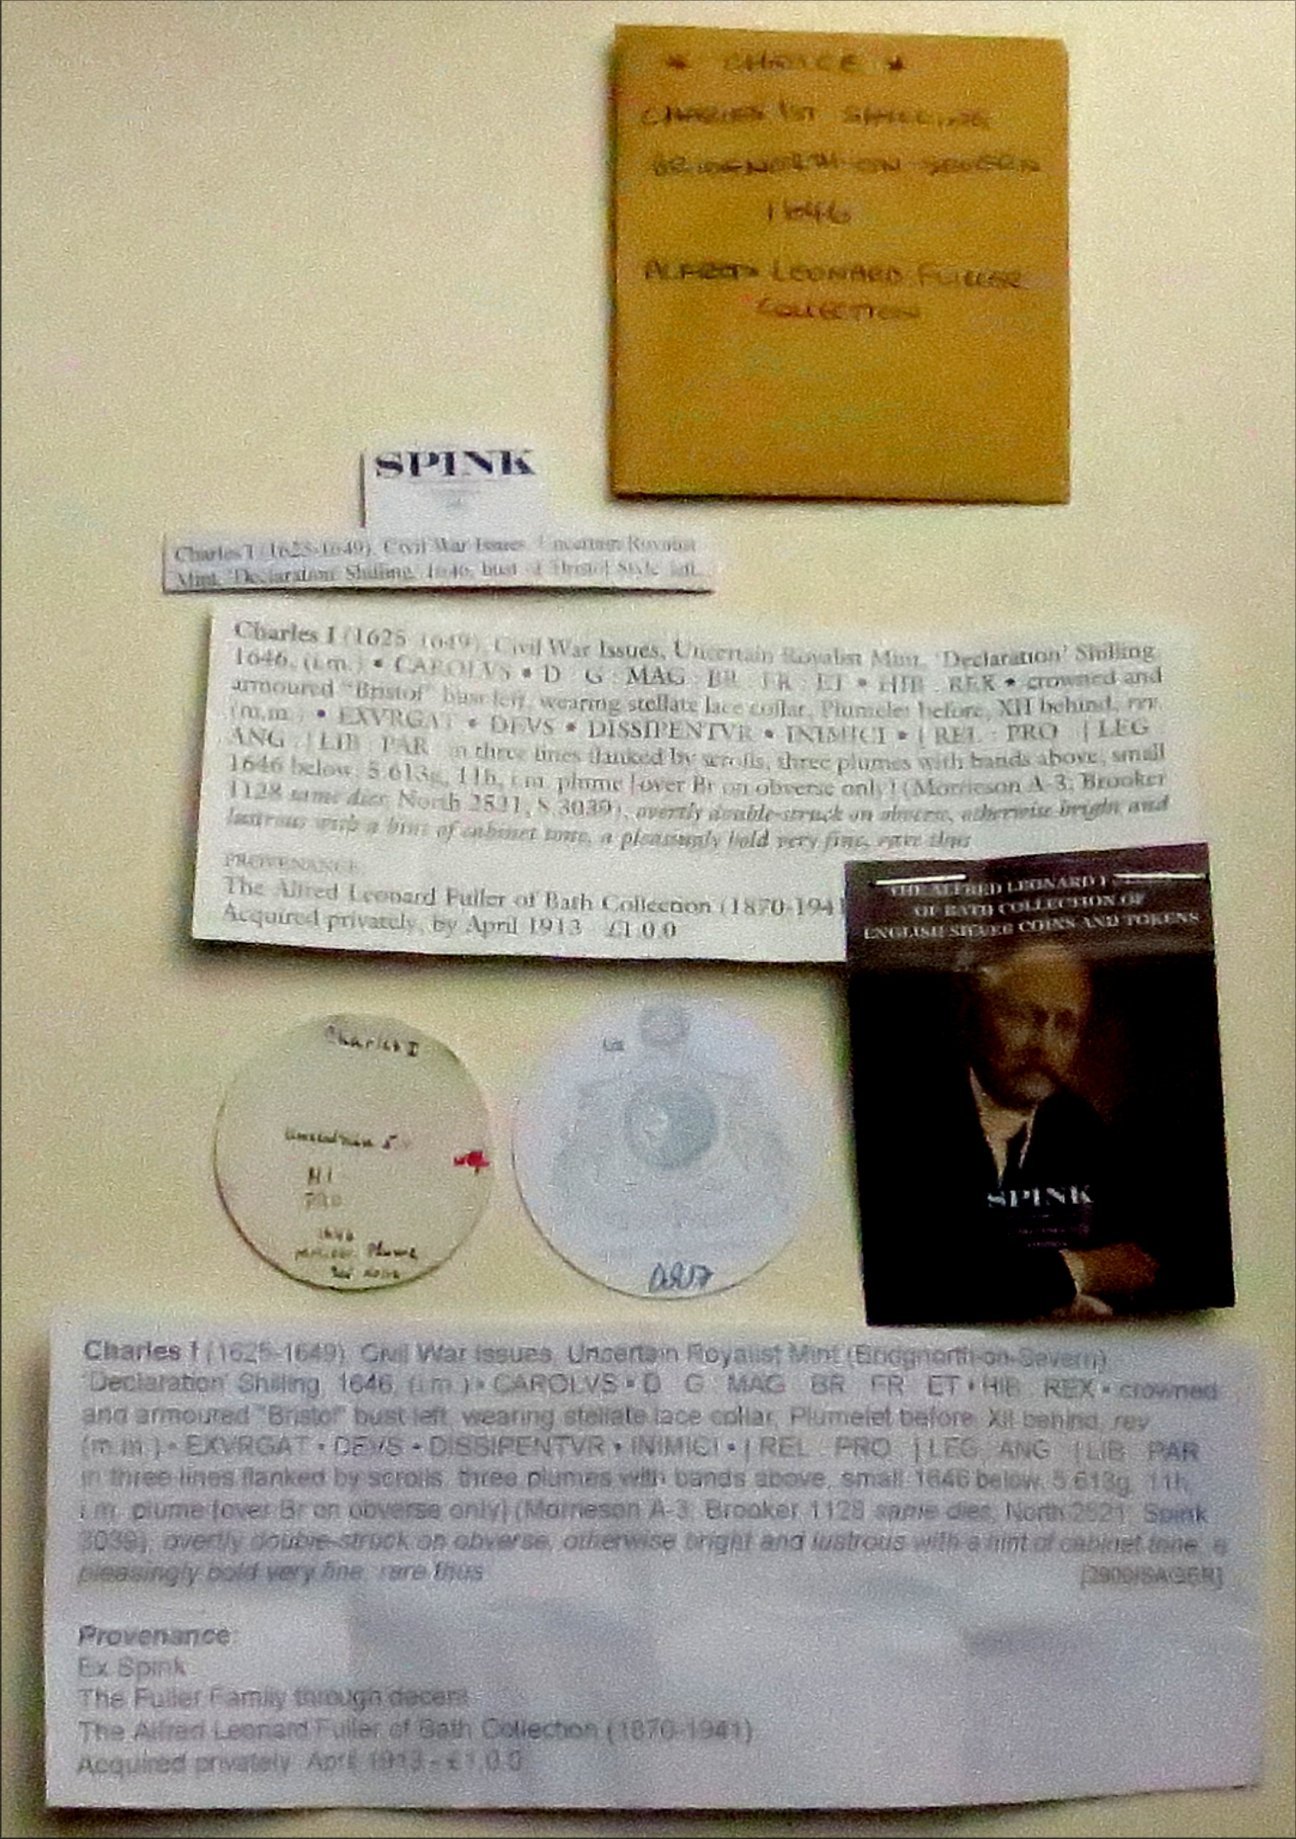 * CHOICE *
CHARLES 1ST SHILLING
BRIDGNORTH-ON-SEVERN
1646
ALFRED LEONARD FULLER
COLLECTION
SPINK
Charles I (1625-1649), Civil War Issues, Uncertain Royalist
Mint, 'Declaration' Shilling, 1646, bust of Bristol Style left,
Charles I (1625-1649), Civil War Issues, Uncertain Royalist Mint, 'Declaration' Shilling,
1646, (i.m.) • CAROLVS • D : G : MAG : BR : FR : ET • HIB : REX • crowned and
armoured "Bristol" bust left, wearing stellate lace collar, Plumelet before, XII behind, rev.
(m.m.) • EXVRGAT • DEVS • DISSIPENTVR • INIMICI • | REL : PRO : | LEG :
ANG : | LIB : PAR in three lines flanked by scrolls, three plumes with bands above, small
1646 below, 5.613g, 11h, i.m. plume [over Br on obverse only] (Morrieson A-3; Brooker
1128 same dies; North 2521; S.3039), overtly double-struck on obverse, otherwise bright and
lustrous with a hint of cabinet tone, a pleasingly bold very fine, rare thus
PROVENANCE
The Alfred Leonard Fuller of Bath Collection (1870-1941
Acquired privately, by April 1913 - £1.0.0
THE ALFRED LEONARD
OF BATH COLLECTION OF
ENGLISH SILVER COINS AND TOKENS
SPINK
Charles I
Uncertain
1646
Plume
Charles I (1625-1649), Civil War Issues, Uncertain Royalist Mint (Bridgnorth-on-Severn),
'Declaration' Shilling, 1646, (i.m.) • CAROLVS • D : G : MAG : BR : FR : ET • HIB : REX • crowned
and armoured "Bristol" bust left, wearing stellate lace collar, Plumelet before, XII behind, rev.
(m.m.) • EXVRGAT • DEVS • DISSIPENTVR • INIMICI • | REL : PRO : | LEG : ANG : | LIB : PAR
in three lines flanked by scrolls, three plumes with bands above, small 1646 below, 5.613g, 11h,
i.m. plume [over Br on obverse only] (Morrieson A-3; Brooker 1128 same dies; North 2521; Spink
3039), overtly double-struck on obverse, otherwise bright and lustrous with a hint of cabinet tone, a
pleasingly bold very fine, rare thus
Provenance:
Ex Spink
The Fuller Family through decent
The Alfred Leonard Fuller of Bath Collection (1870-1941)
Acquired privately, April 1913 - £1.0.0